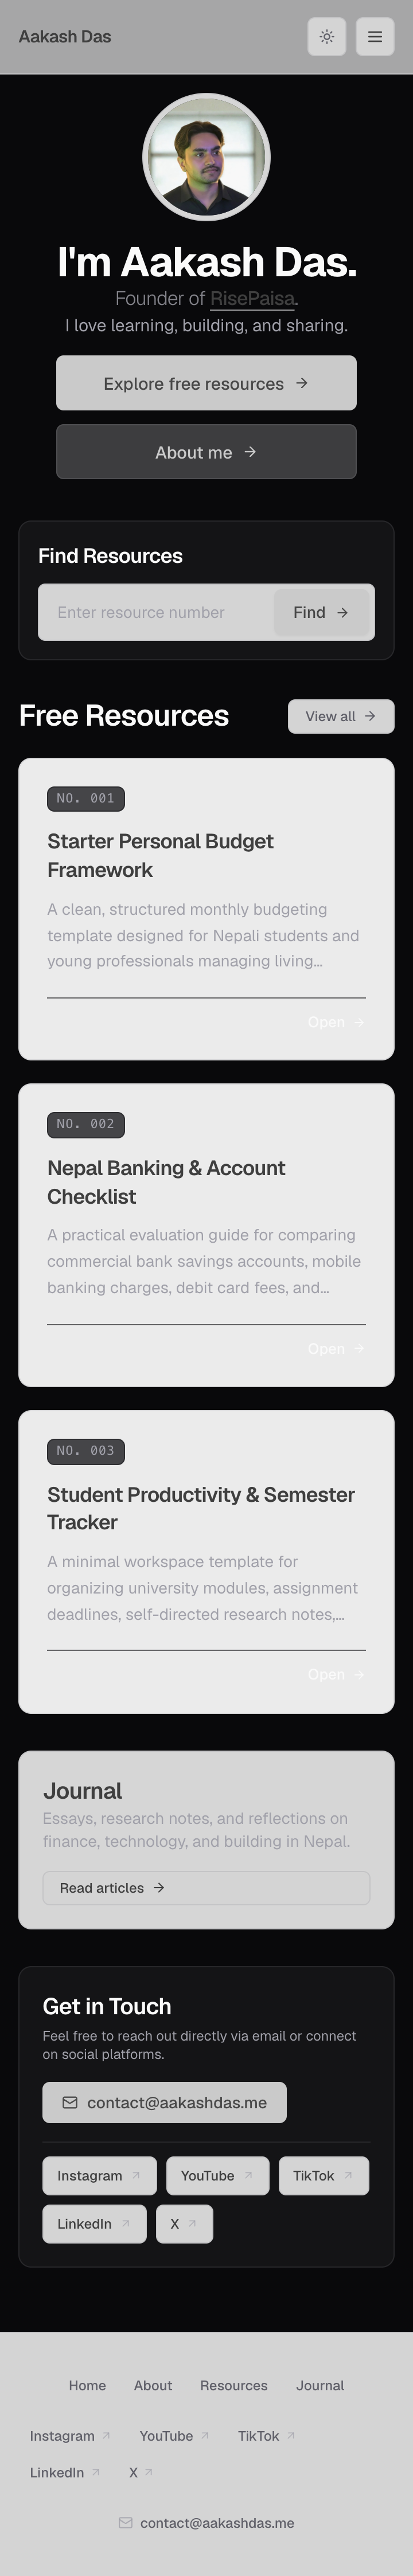 Aakash Das
I'm Aakash Das.
Founder of RisePaisa.
I love learning, building, and sharing.
Explore free resources →
About me →
Find Resources
Enter resource number Find →
Free Resources View all →
NO. 001
Starter Personal Budget
Framework
A clean, structured monthly budgeting
template designed for Nepali students and
young professionals managing living...
Open →
NO. 002
Nepal Banking & Account
Checklist
A practical evaluation guide for comparing
commercial bank savings accounts, mobile
banking charges, debit card fees, and...
Open →
NO. 003
Student Productivity & Semester
Tracker
A minimal workspace template for
organizing university modules, assignment
deadlines, self-directed research notes,...
Open →
Journal
Essays, research notes, and reflections on
finance, technology, and building in Nepal.
Read articles →
Get in Touch
Feel free to reach out directly via email or connect
on social platforms.
contact@aakashdas.me
Instagram ↗ YouTube ↗ TikTok ↗
LinkedIn ↗ X ↗
Home About Resources Journal
Instagram ↗ YouTube ↗ TikTok ↗
LinkedIn ↗ X ↗
contact@aakashdas.me